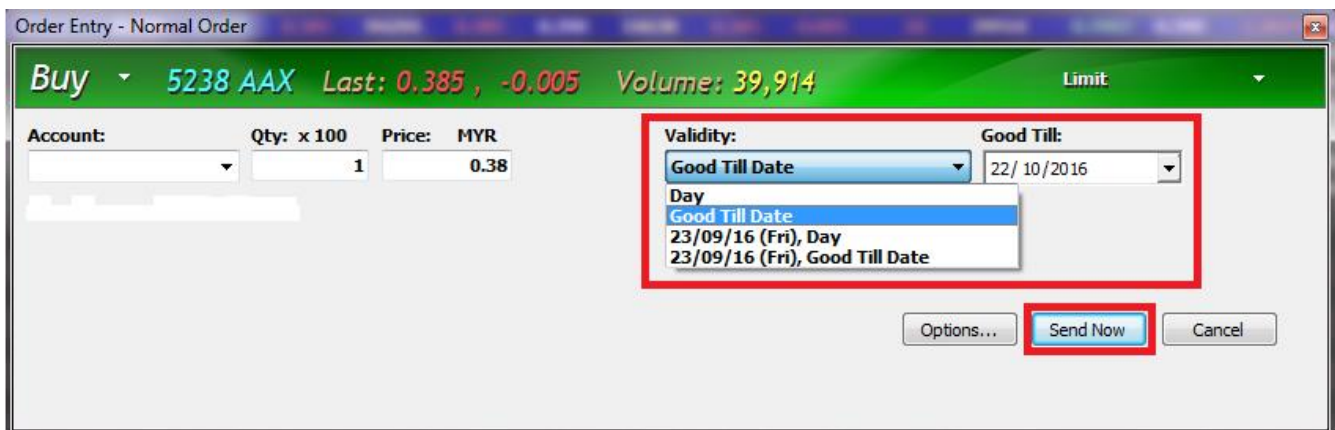 Order Entry - Normal Order
Buy 5238 AAX Last: 0.385 , -0.005 Volume: 39,914 Limit
Account: Qty: x 100 Price: MYR Validity: Good Till:
1 0.38 Good Till Date 22/ 10/2016
Day
Good Till Date
23/09/16 (Fri), Day
23/09/16 (Fri), Good Till Date
Options... Send Now Cancel